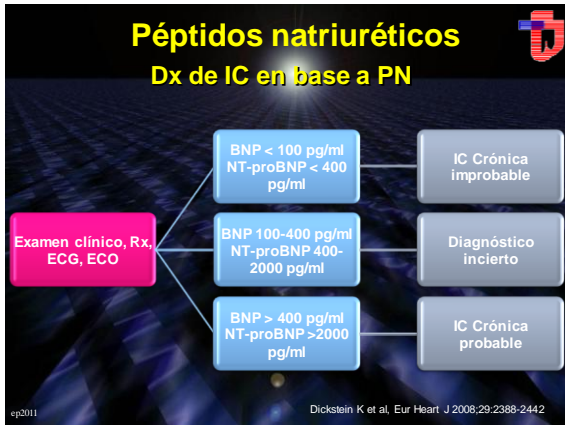 Péptidos natriuréticos
Dx de IC en base a PN
BNP < 100 pg/ml
NT-proBNP < 400
pg/ml
IC Crónica
improbable
Examen clínico, Rx,
ECG, ECO
BNP 100-400 pg/ml
NT-proBNP 400-
2000 pg/ml
Diagnóstico
incierto
BNP > 400 pg/ml
NT-proBNP >2000
pg/ml
IC Crónica
probable
ep2011
Dickstein K et al, Eur Heart J 2008;29:2388-2442